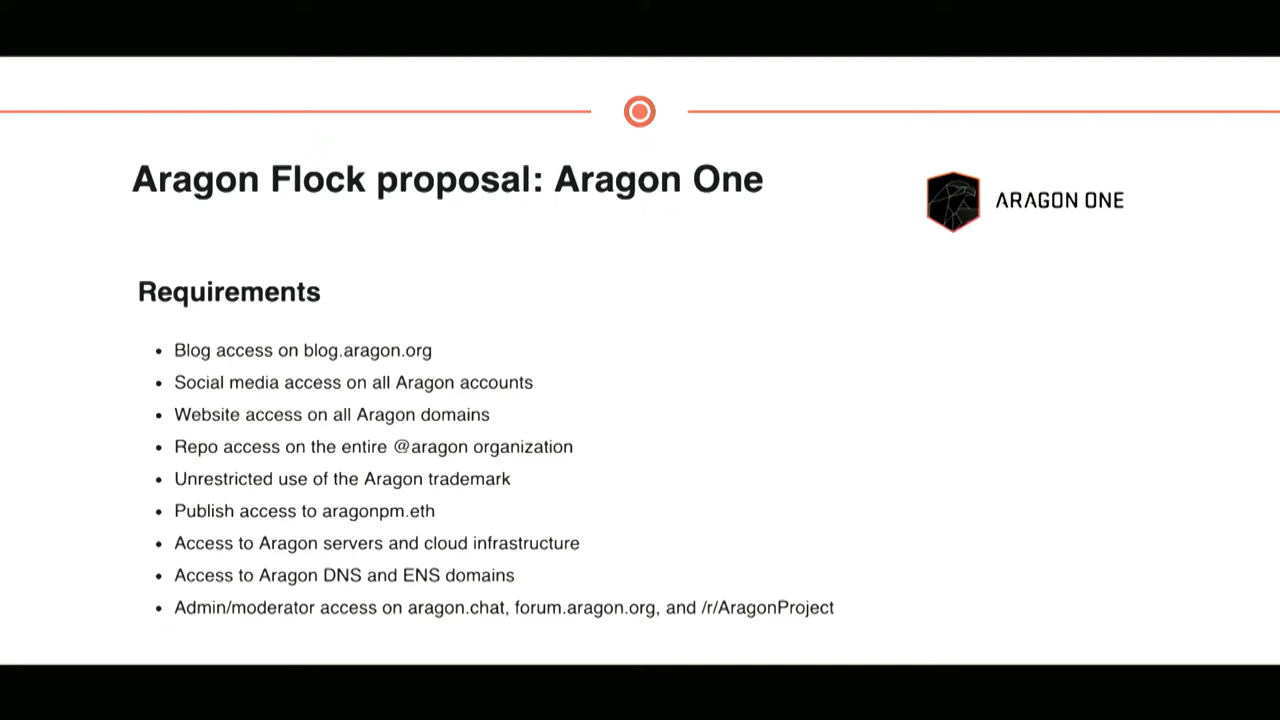 Aragon Flock proposal: Aragon One
ARAGON ONE
Requirements
• Blog access on blog.aragon.org
• Social media access on all Aragon accounts
• Website access on all Aragon domains
• Repo access on the entire @aragon organization
• Unrestricted use of the Aragon trademark
• Publish access to aragonpm.eth
• Access to Aragon servers and cloud infrastructure
• Access to Aragon DNS and ENS domains
• Admin/moderator access on aragon.chat, forum.aragon.org, and /r/AragonProject